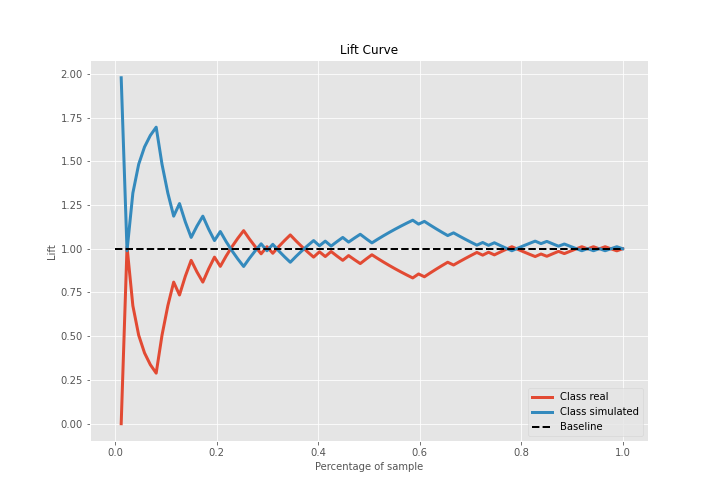 Lift Curve
Lift
2.00
1.75
1.50
1.25
1.00
0.75
0.50
0.25
0.00
0.0 0.2 0.4 0.6 0.8 1.0
Percentage of sample
Class real
Class simulated
Baseline